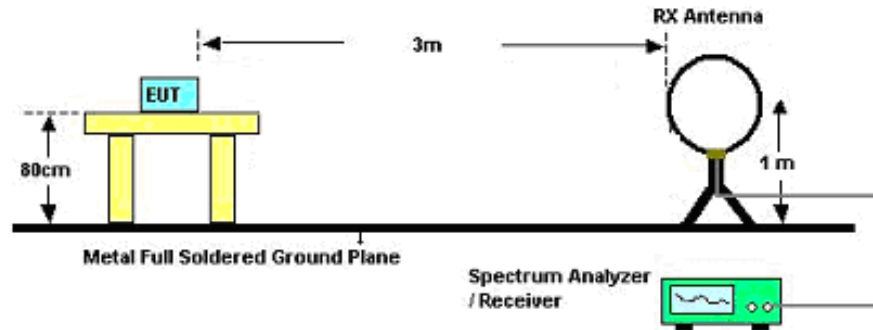 RX Antenna
3m
EUT
80cm
1 m
Metal Full Soldered Ground Plane
Spectrum Analyzer
/ Receiver